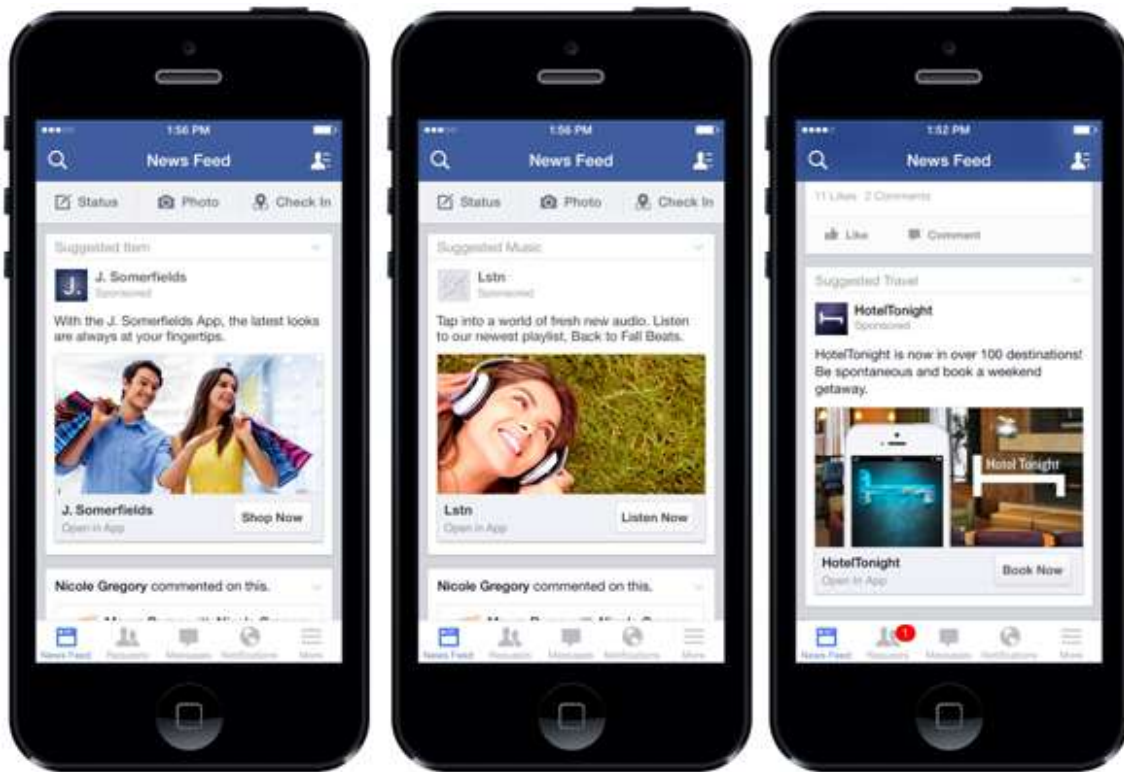 1:56 PM
News Feed
Status Photo Check In
Suggested Item
J.
J. Somerfields
Sponsored
With the J. Somerfields App, the latest looks
are always at your fingertips.
J. Somerfields
Open in App
Shop Now
Nicole Gregory commented on this.
News Feed Requests Messages Notifications More
1:56 PM
News Feed
Status Photo Check In
Suggested Music
Lstn
Sponsored
Tap into a world of fresh new audio. Listen
to our newest playlist, Back to Fall Beats.
Lstn
Open in App
Listen Now
Nicole Gregory commented on this.
News Feed Requests Messages Notifications More
1:52 PM
News Feed
11 Likes 2 Comments
Like Comment
Suggested Travel
HotelTonight
Sponsored
HotelTonight is now in over 100 destinations!
Be spontaneous and book a weekend
getaway.
Hotel Tonight
HotelTonight
Open in App
Book Now
1
News Feed Requests Messages Notifications More